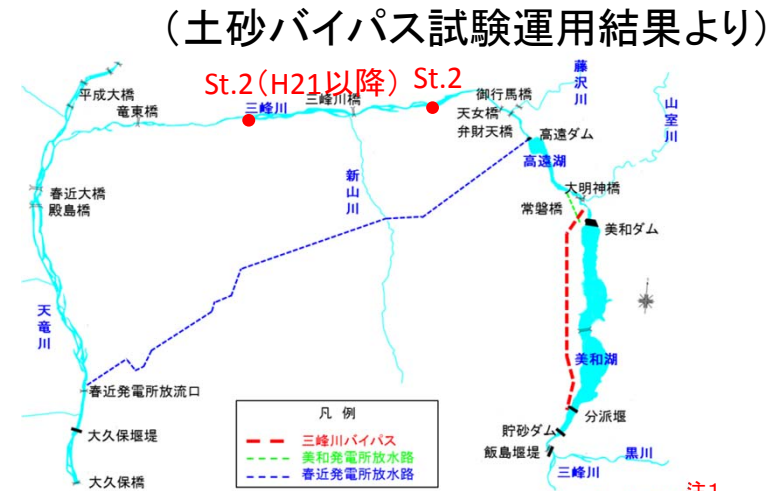 （土砂バイパス試験運用結果より）
St.2（H21以降）
St.2
平成大橋
竜東橋
三峰川
三峰川橋
御行馬橋
天女橋
弁財天橋
藤沢川
山室川
高遠ダム
高遠湖
大明神橋
常磐橋
美和ダム
新山川
春近大橋
殿島橋
天竜川
美和湖
春近発電所放流口
大久保堰堤
大久保橋
分派堰
貯砂ダム
飯島堰堤
黒川
三峰川
凡 例
三峰川バイパス
美和発電所放水路
春近発電所放水路
注1